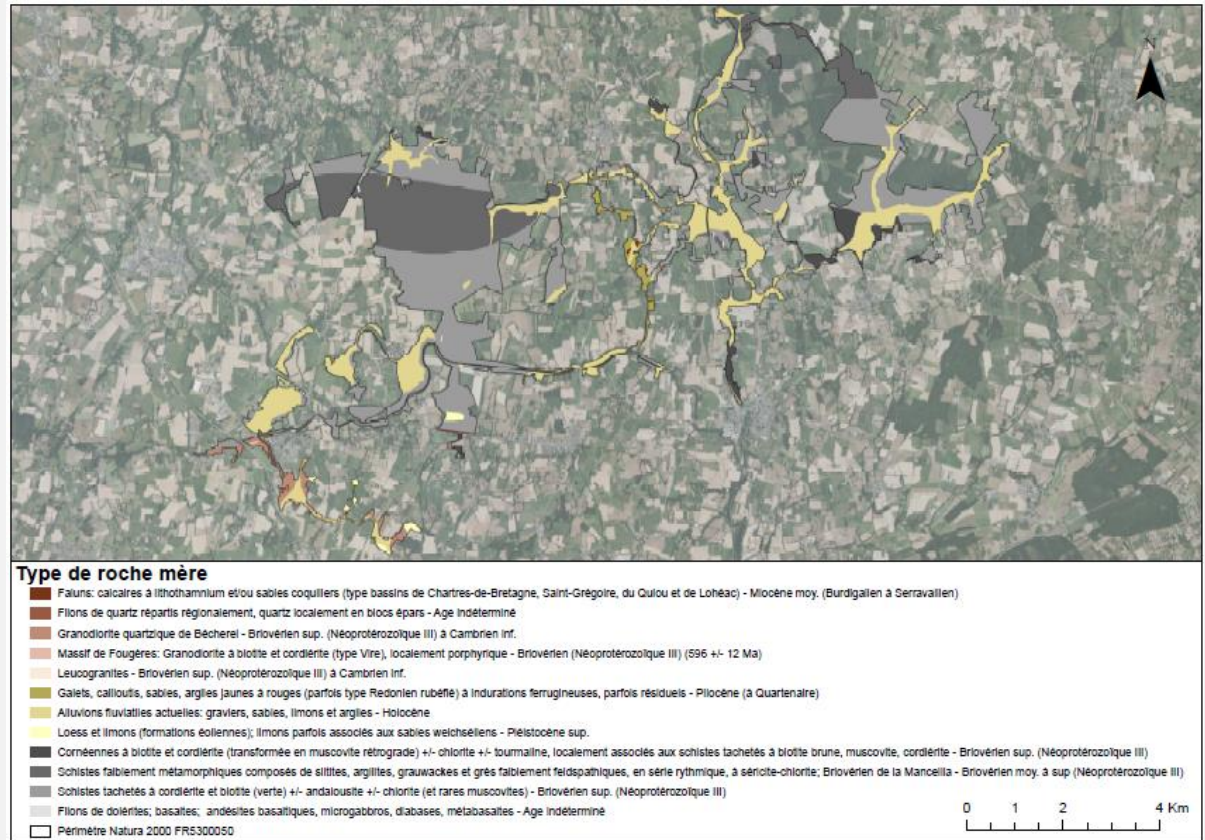 N
Type de roche mère
Faluns: calcaires à lithothamnium et/ou sables coquiliers (type bassins de Chartres-de-Bretagne, Saint-Grégoire, du Quiou et de Lohéac) - Miocène moy. (Burdigalien à Serravallien)
Filons de quartz répartis régionalement, quartz localement en blocs épars - Age Indéterminé
Granodiorite quartzique de Bécherel - Briovérien sup. (Néoprotérozoïque III) à Cambrien Inf.
Massif de Fougères: Granodiorite à biotite et cordiérite (type Vire), localement porphyrique - Briovérien (Néoprotérozoïque III) (596 +/- 12 Ma)
Leucogranites - Briovérien sup. (Néoprotérozoïque III) à Cambrien Inf.
Galets, cailloutis, sables, argiles jaunes à rouges (parfois type Redonien rubéfié) à indurations ferrugineuses, parfois résiduels - Pliocène (à Quartenaire)
Alluvions fluviatiles actuelles: graviers, sables, limons et argiles - Holocène
Loess et limons (formations éoliennes); limons parfois associés aux sables weichséliens - Pléistocène sup.
Cornéennes à biotite et cordiérite (transformée en muscovite rétrograde) +/- chlorite +/- tourmaline, localement associés aux schistes tachetés à biotite brune, muscovite, cordiérite - Briovérien sup. (Néoprotérozoïque III)
Schistes faiblement métamorphiques composés de siltites, argilites, grauwackes et grès faiblement feldspathiques, en série rythmique, à séricite-chlorite; Briovérien de la Mancellia - Briovérien moy. à sup (Néoprotérozoïque III)
Schistes tachetés à cordiérite et biotite (verte) +/- andalousite +/- chlorite (et rares muscovites) - Briovérien sup. (Néoprotérozoïque III)
Filons de dolérites; basaltes; andésites basaltiques, microgabbros, diabases, métabasaltes - Age Indéterminé
Périmètre Natura 2000 FR5300050
0 1 2 4 Km